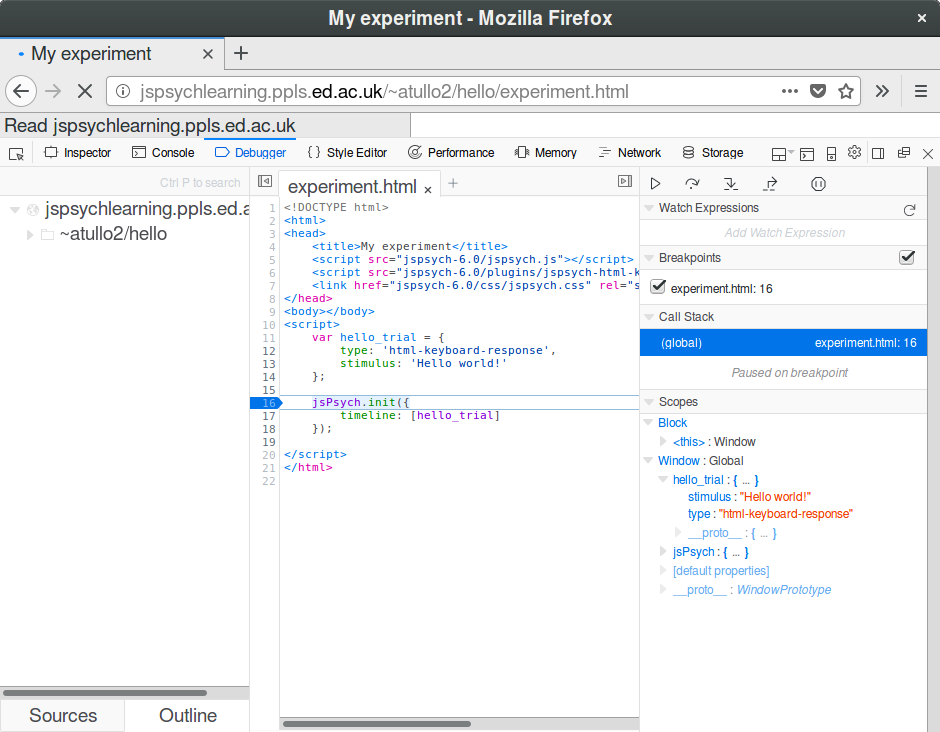 My experiment - Mozilla Firefox
My experiment
jspsychlearning.ppls.ed.ac.uk/~atullo2/hello/experiment.html
Read jspsychlearning.ppls.ed.ac.uk
Inspector Console Debugger { } Style Editor Performance Memory Network Storage
Ctrl P to search
jspsychlearning.ppls.ed.a
~atullo2/hello
Sources Outline
experiment.html ×
1 <!DOCTYPE html>
2 <html>
3 <head>
4 <title>My experiment</title>
5 <script src="jspsych-6.0/jspsych.js"></script>
6 <script src="jspsych-6.0/plugins/jspsych-html-k
7 <link href="jspsych-6.0/css/jspsych.css" rel="s
8 </head>
9 <body></body>
10 <script>
11 var hello_trial = {
12 type: 'html-keyboard-response',
13 stimulus: 'Hello world!'
14 };
15
16 jsPsych.init({
17 timeline: [hello_trial]
18 });
19
20 </script>
21 </html>
22
Watch Expressions
Add Watch Expression
Breakpoints
experiment.html: 16
Call Stack
(global) experiment.html: 16
Paused on breakpoint
Scopes
Block
<this> : Window
Window : Global
hello_trial : { … }
stimulus : "Hello world!"
type : "html-keyboard-response"
__proto__ : { … }
jsPsych : { … }
[default properties]
__proto__ : WindowPrototype